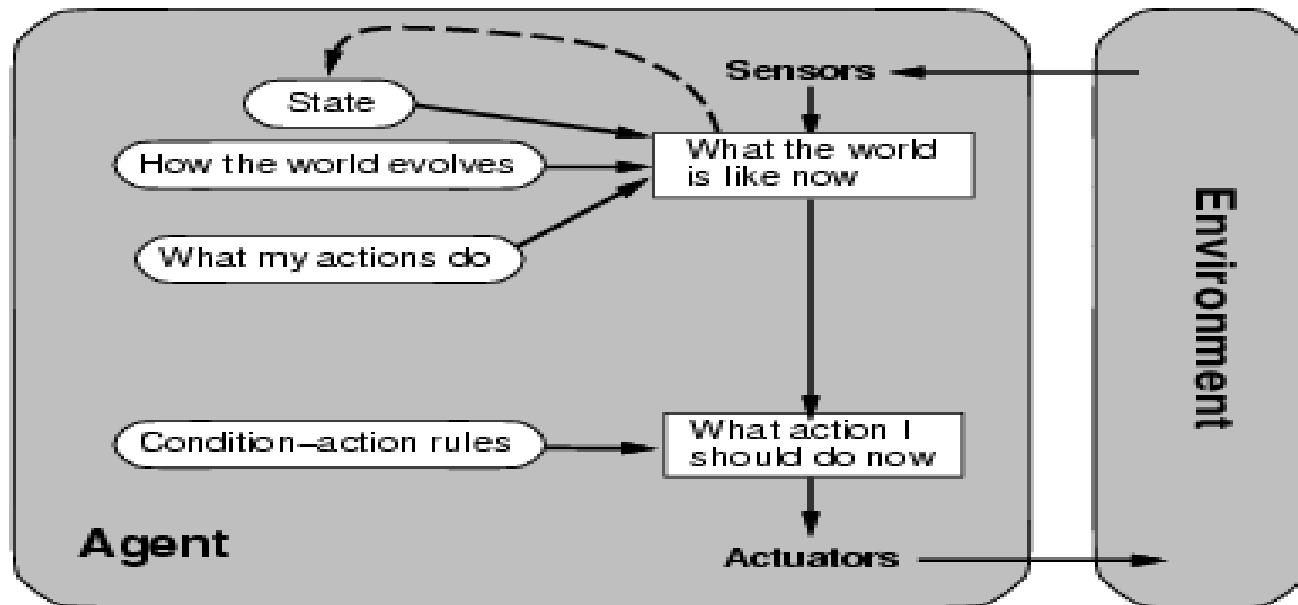 Sensors
State
What the world
is like now
How the world evolves
What my actions do
Environment
Condition–action rules
What action I
should do now
Agent
Actuators